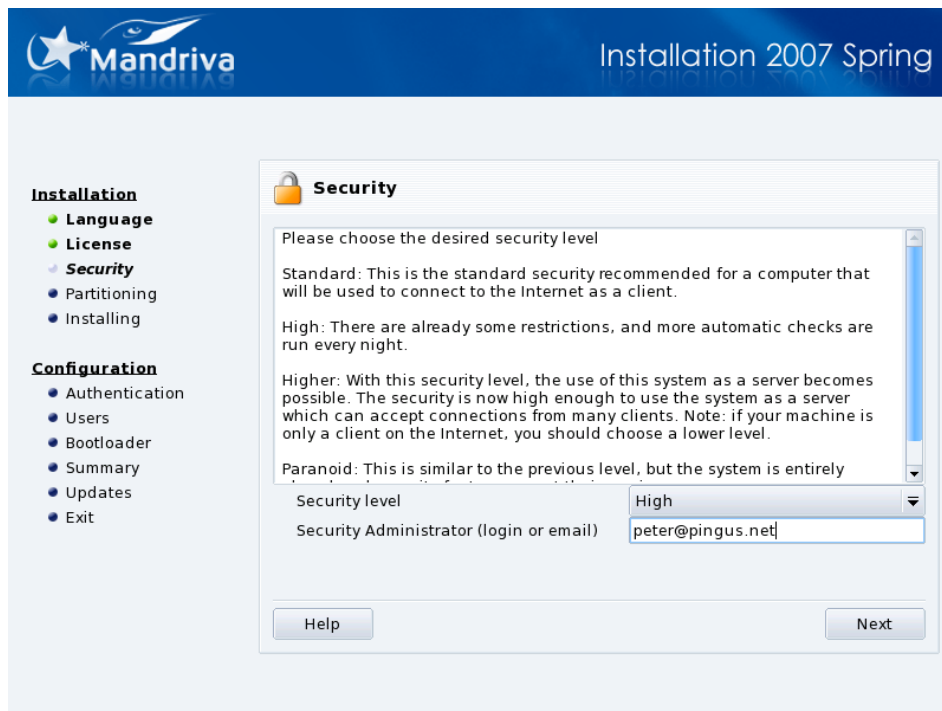 Mandriva
Installation 2007 Spring
Installation
Language
License
Security
Partitioning
Installing
Configuration
Authentication
Users
Bootloader
Summary
Updates
Exit
Security
Please choose the desired security level
Standard: This is the standard security recommended for a computer that
will be used to connect to the Internet as a client.
High: There are already some restrictions, and more automatic checks are
run every night.
Higher: With this security level, the use of this system as a server becomes
possible. The security is now high enough to use the system as a server
which can accept connections from many clients. Note: if your machine is
only a client on the Internet, you should choose a lower level.
Paranoid: This is similar to the previous level, but the system is entirely
Security level
High
Security Administrator (login or email)
peter@pingus.net
Help
Next